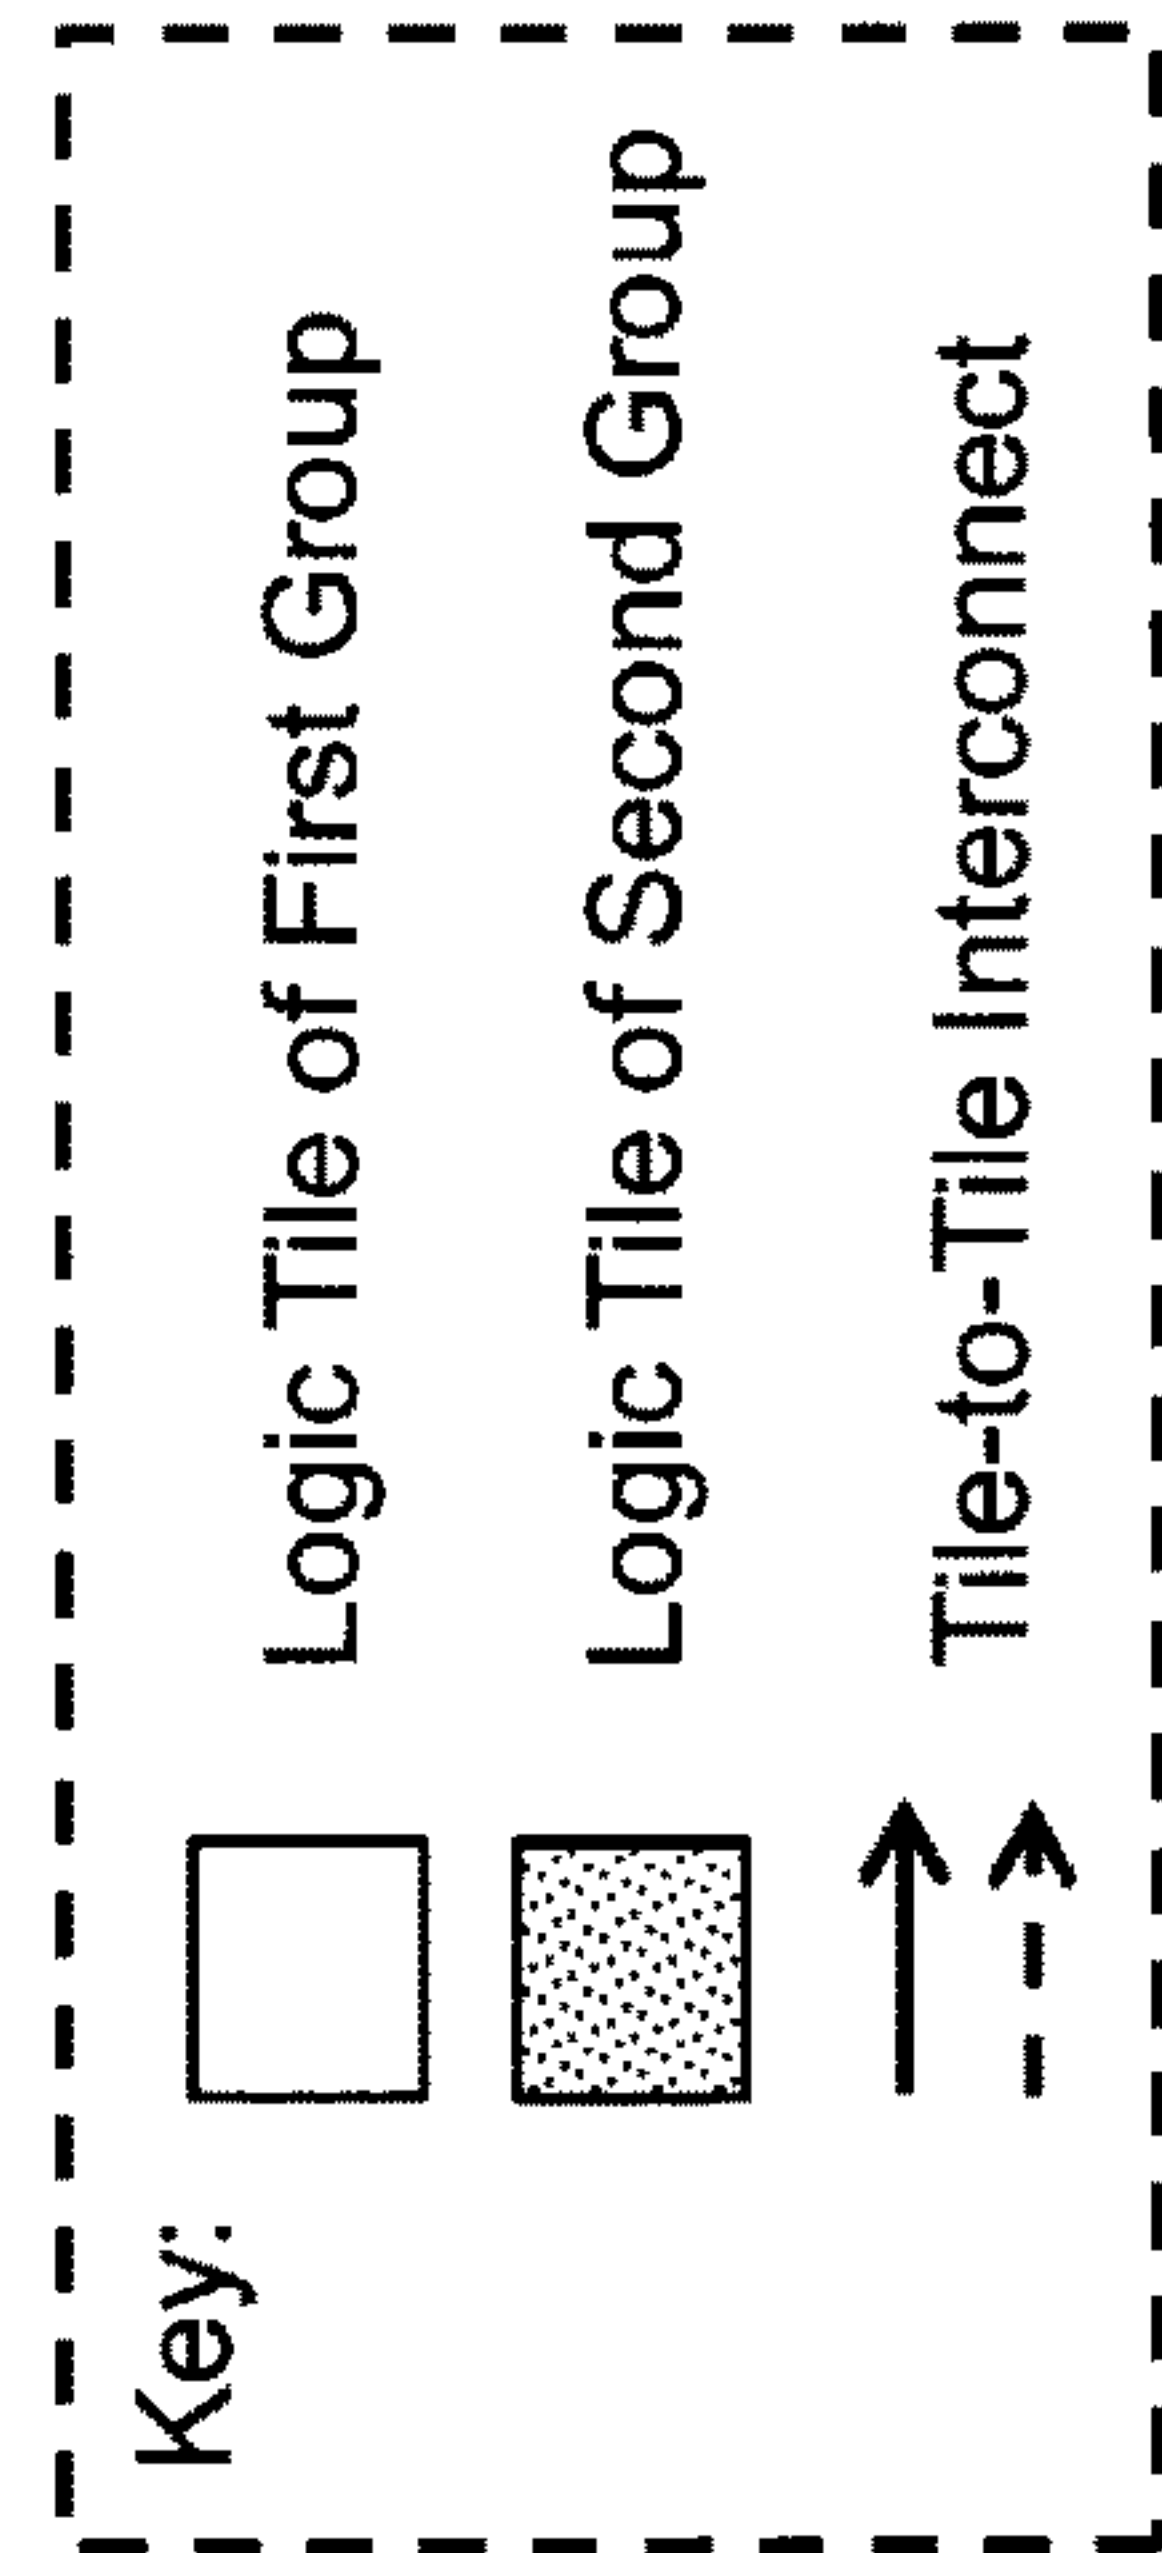 Key:
Logic Tile of First Group
Logic Tile of Second Group
Tile-to-Tile Interconnect